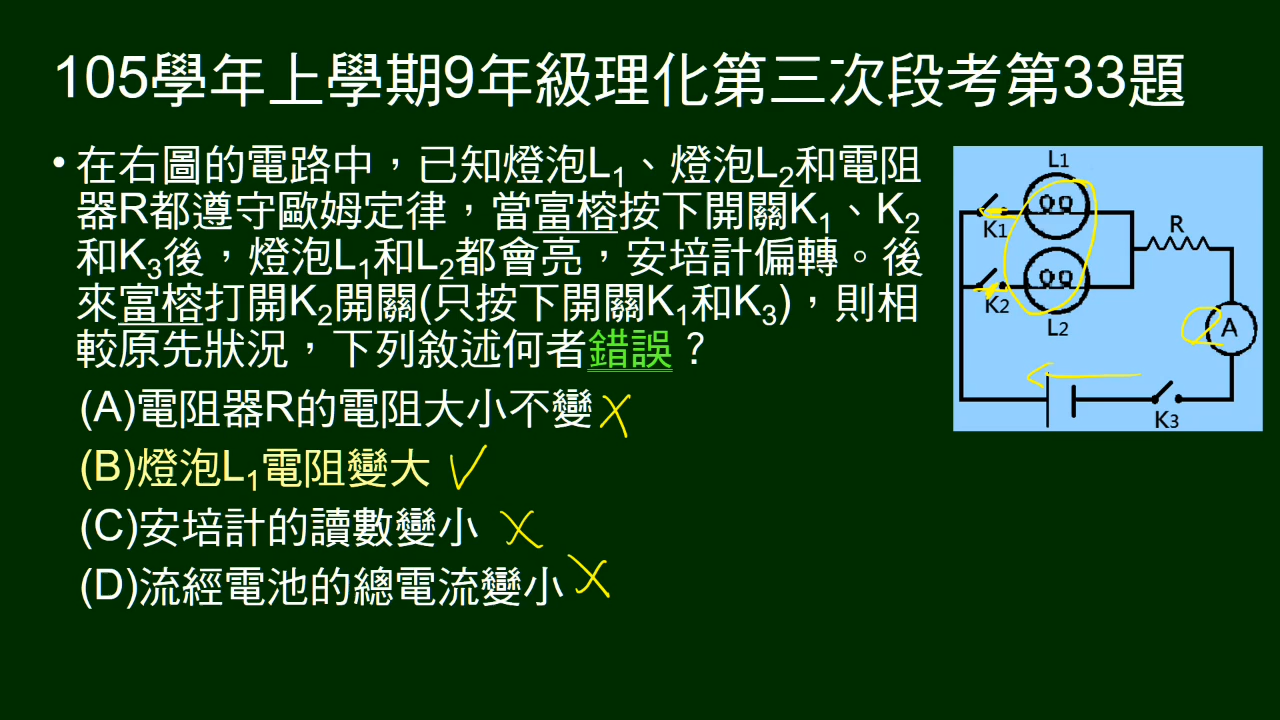 105學年上學期9年級理化第三次段考第33題
• 在右圖的電路中，已知燈泡L₁、燈泡L₂和電阻
器R都遵守歐姆定律，當富榕按下開關K₁、K₂
和K₃後，燈泡L₁和L₂都會亮，安培計偏轉。後
來富榕打開K₂開關(只按下開關K₁和K₃)，則相
較原先狀況，下列敘述何者錯誤？
(A)電阻器R的電阻大小不變
(B)燈泡L₁電阻變大
(C)安培計的讀數變小
(D)流經電池的總電流變小
L1
K1
R
K2
L2
A
K3